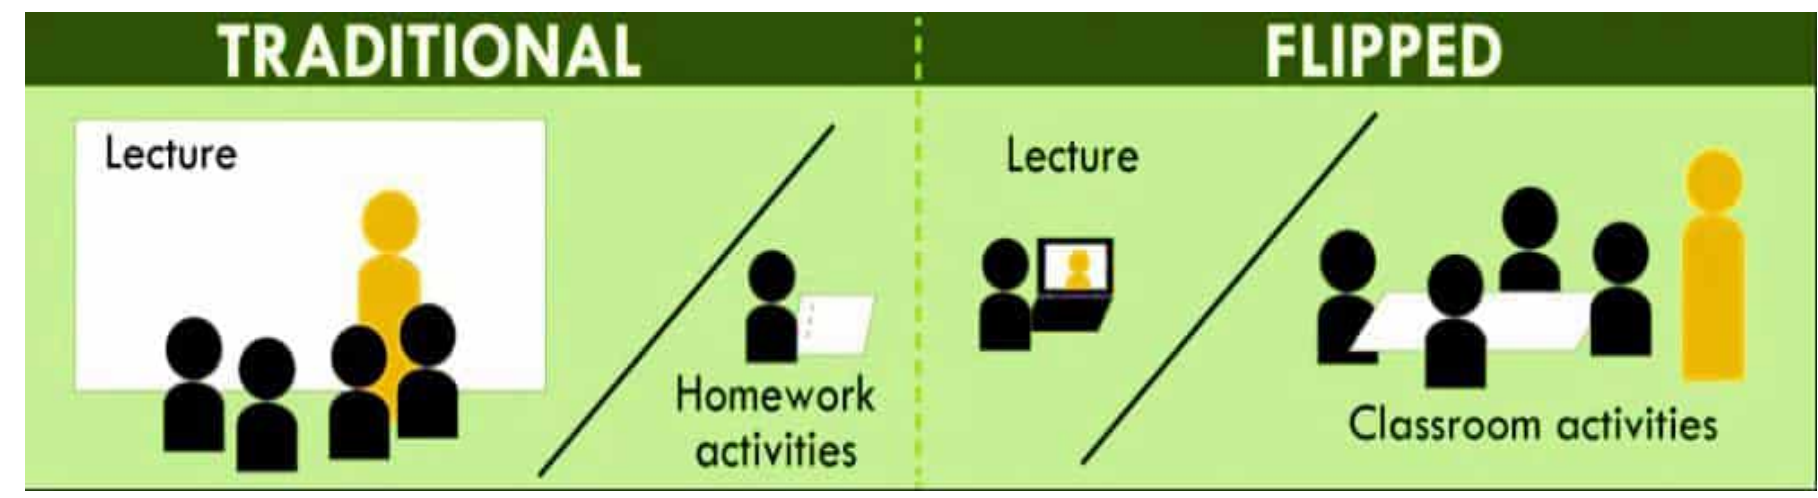 TRADITIONAL
Lecture
Homework
activities
FLIPPED
Lecture
Classroom activities